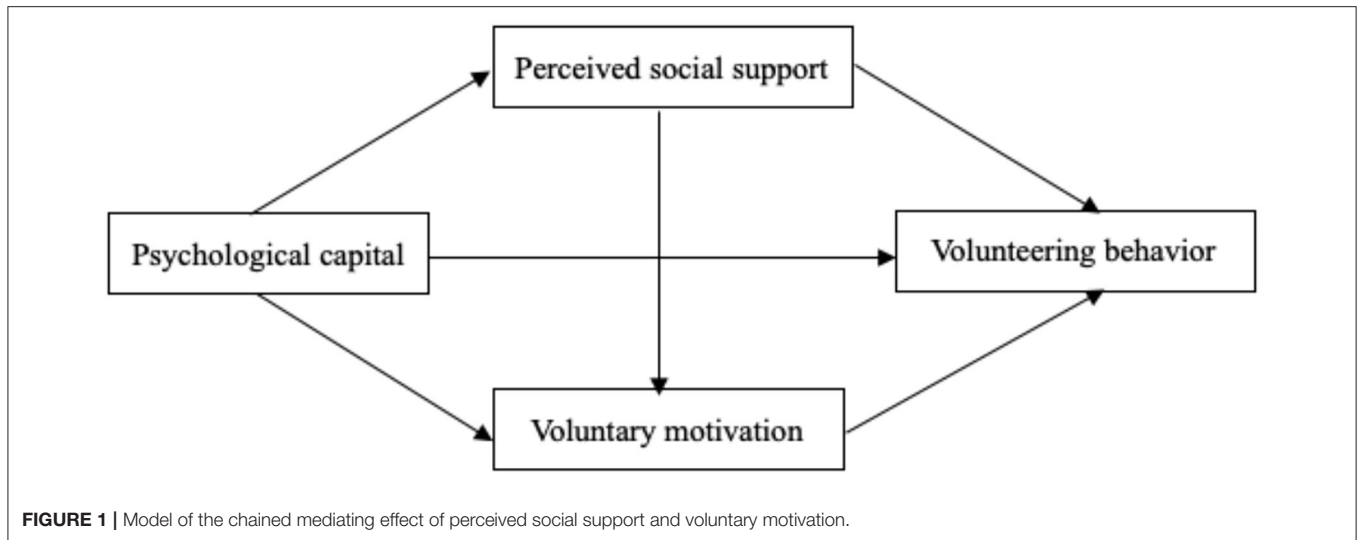 Perceived social support
Psychological capital
Volunteering behavior
Voluntary motivation
FIGURE 1 | Model of the chained mediating effect of perceived social support and voluntary motivation.